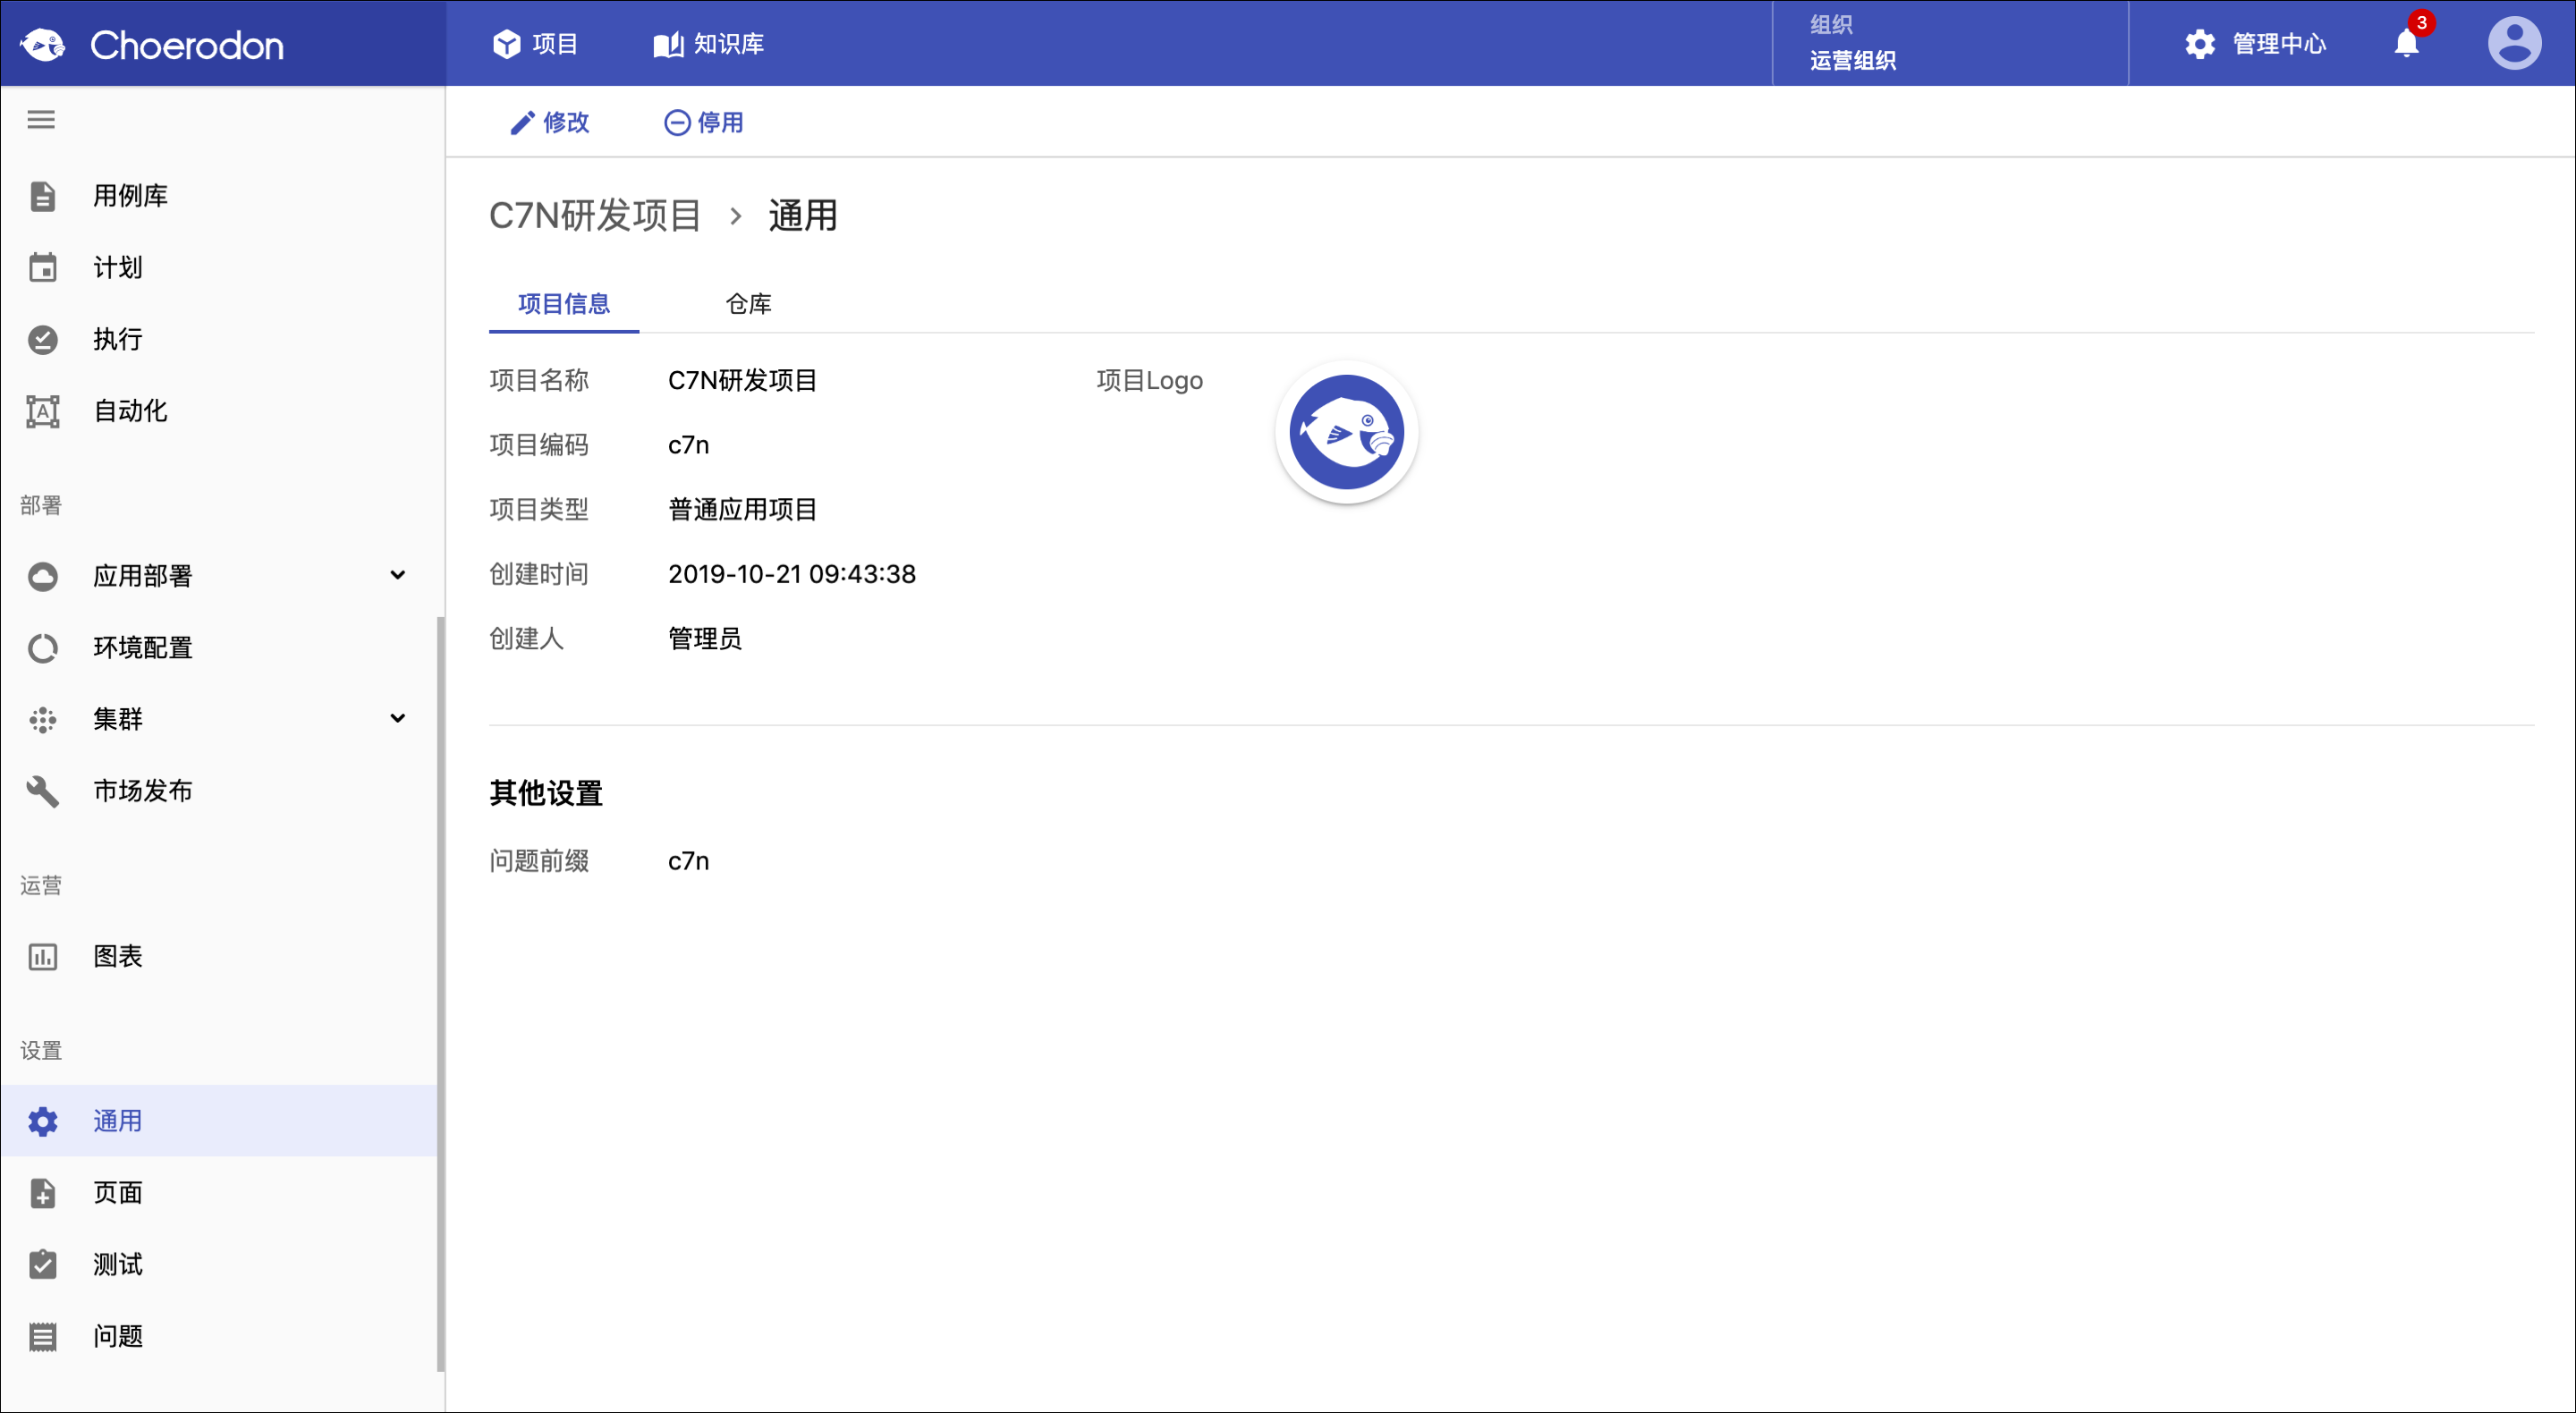 Choerodon
项目
知识库
组织
运营组织
管理中心
3
修改
停用
用例库
计划
执行
A
自动化
部署
应用部署
环境配置
集群
市场发布
运营
图表
设置
通用
页面
测试
问题
C7N研发项目 › 通用
项目信息
仓库
项目名称 C7N研发项目
项目Logo
项目编码 c7n
项目类型 普通应用项目
创建时间 2019-10-21 09:43:38
创建人 管理员
其他设置
问题前缀 c7n